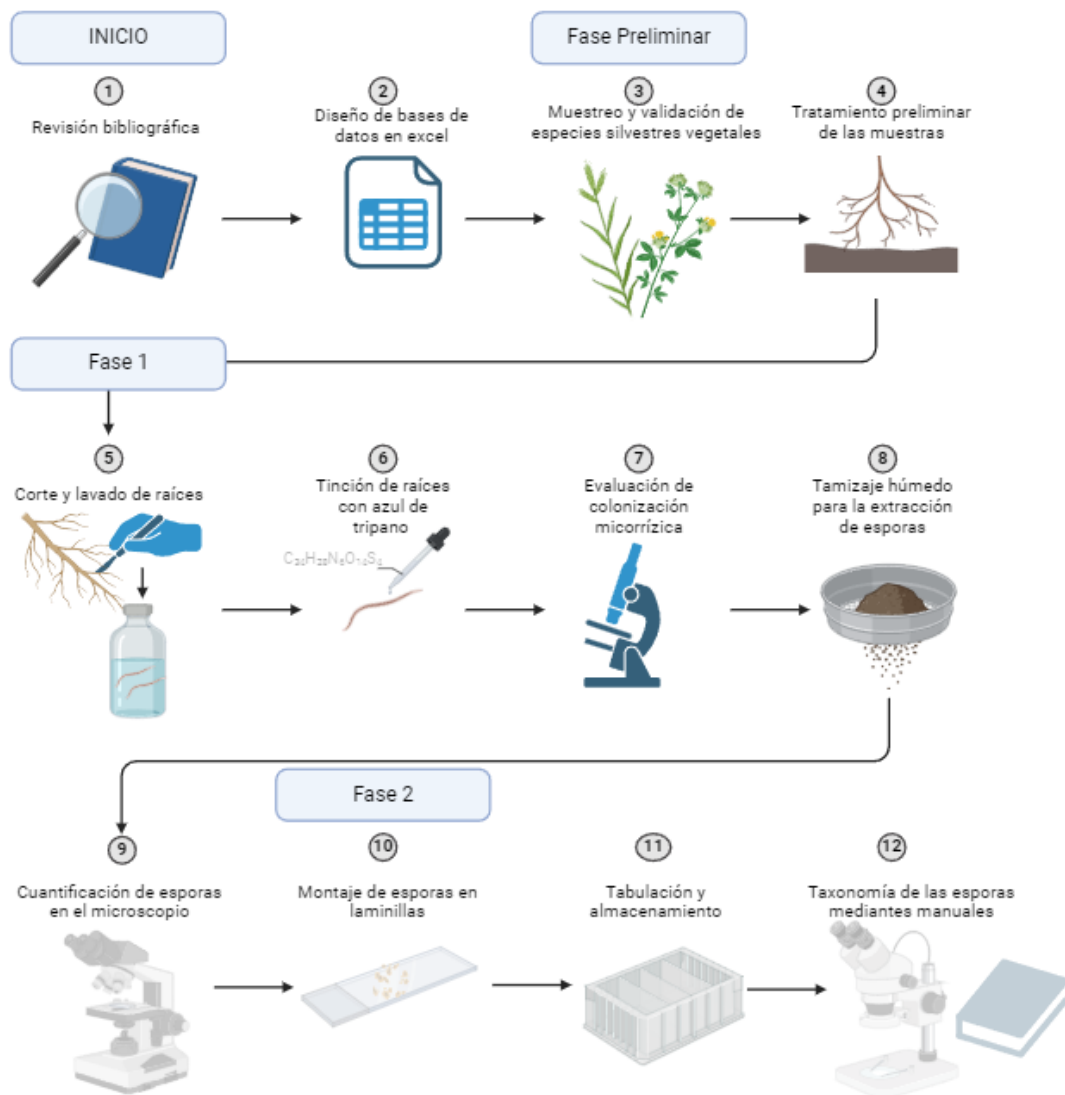 INICIO
Fase Preliminar
1
Revisión bibliográfica
2
Diseño de bases de
datos en excel
3
Muestreo y validación de
especies silvestres vegetales
4
Tratamiento preliminar
de las muestras
Fase 1
5
Corte y lavado de raíces
6
Tinción de raíces
con azul de
tripano
7
Evaluación de
colonización
micorrízica
8
Tamizaje húmedo
para la extracción
de esporas
Fase 2
9
Cuantificación de esporas
en el microscopio
10
Montaje de esporas en
laminillas
11
Tabulación y
almacenamiento
12
Taxonomía de las esporas
mediantes manuales